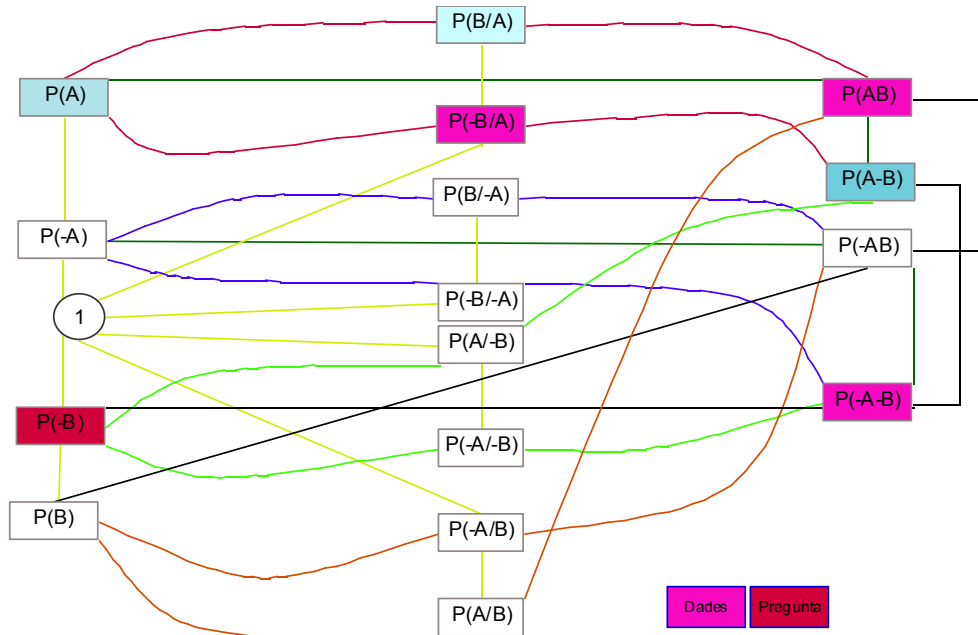 P(B/A)
P(A)
P(AB)
P(-B/A)
P(A-B)
P(B/-A)
P(-A)
P(-AB)
P(-B/-A)
1
P(A/-B)
P(-A-B)
P(-B)
P(-A/-B)
P(B)
P(-A/B)
P(A/B)
Dades
Pregunta